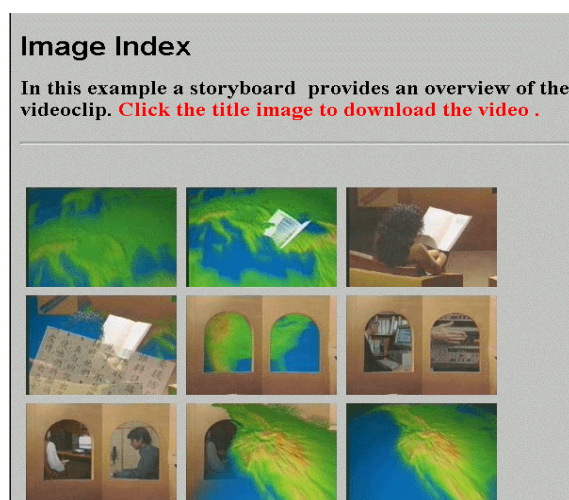 Image Index
In this example a storyboard provides an overview of the
videoclip. Click the title image to download the video .